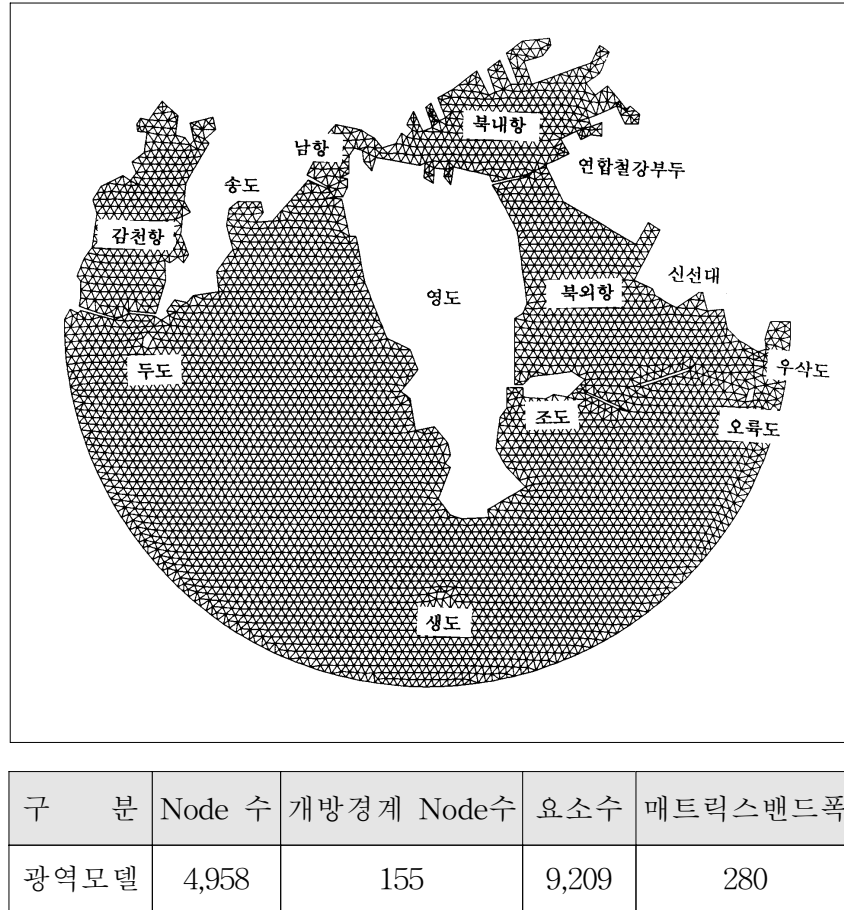 북내항
남항
연합철강부두
송도
감천항
신선대
북외항
영도
우삭도
두도
조도
오륙도
생도
구 분 Node 수 개방경계 Node수 요소수 매트릭스밴드폭
광역모델 4,958 155 9,209 280